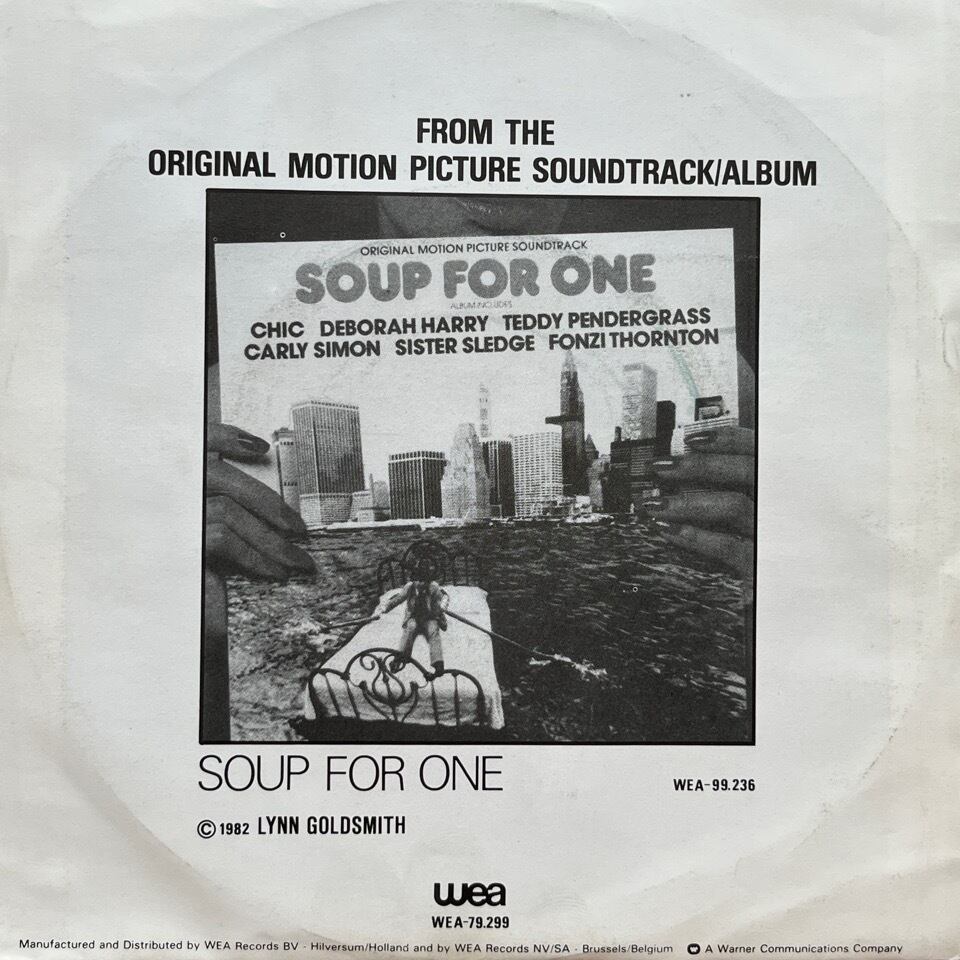 FROM THE
ORIGINAL MOTION PICTURE SOUNDTRACK/ALBUM
ORIGINAL MOTION PICTURE SOUNDTRACK
SOUP FOR ONE
ALBUM INCLUDES
CHIC DEBORAH HARRY TEDDY PENDERGRASS
CARLY SIMON SISTER SLEDGE FONZI THORNTON
SOUP FOR ONE
WEA-99.236
© 1982 LYNN GOLDSMITH
wea
WEA-79.299
Manufactured and Distributed by WEA Records BV - Hilversum/Holland and by WEA Records NV/SA - Brussels/Belgium A Warner Communications Company